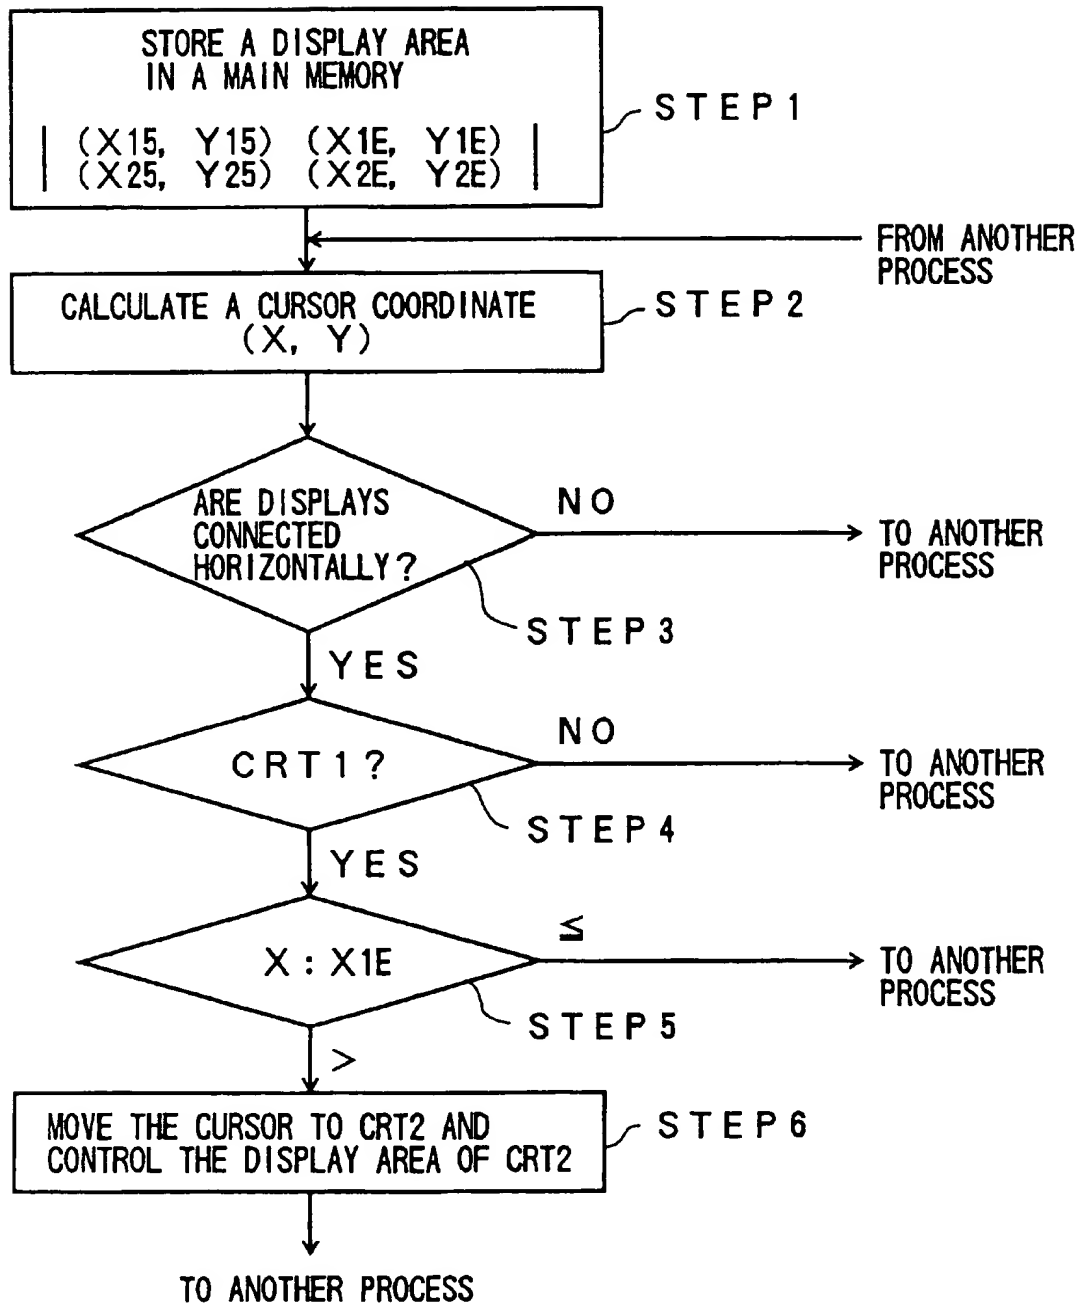 STORE A DISPLAY AREA
IN A MAIN MEMORY
(X15, Y15) (X1E, Y1E)
(X25, Y25) (X2E, Y2E)
STEP1
FROM ANOTHER
PROCESS
CALCULATE A CURSOR COORDINATE
(X, Y)
STEP2
ARE DISPLAYS
CONNECTED
HORIZONTALLY?
NO
TO ANOTHER
PROCESS
STEP3
YES
CRT1?
NO
TO ANOTHER
PROCESS
STEP4
YES
X : X1E
≦
TO ANOTHER
PROCESS
STEP5
>
MOVE THE CURSOR TO CRT2 AND
CONTROL THE DISPLAY AREA OF CRT2
STEP6
TO ANOTHER PROCESS